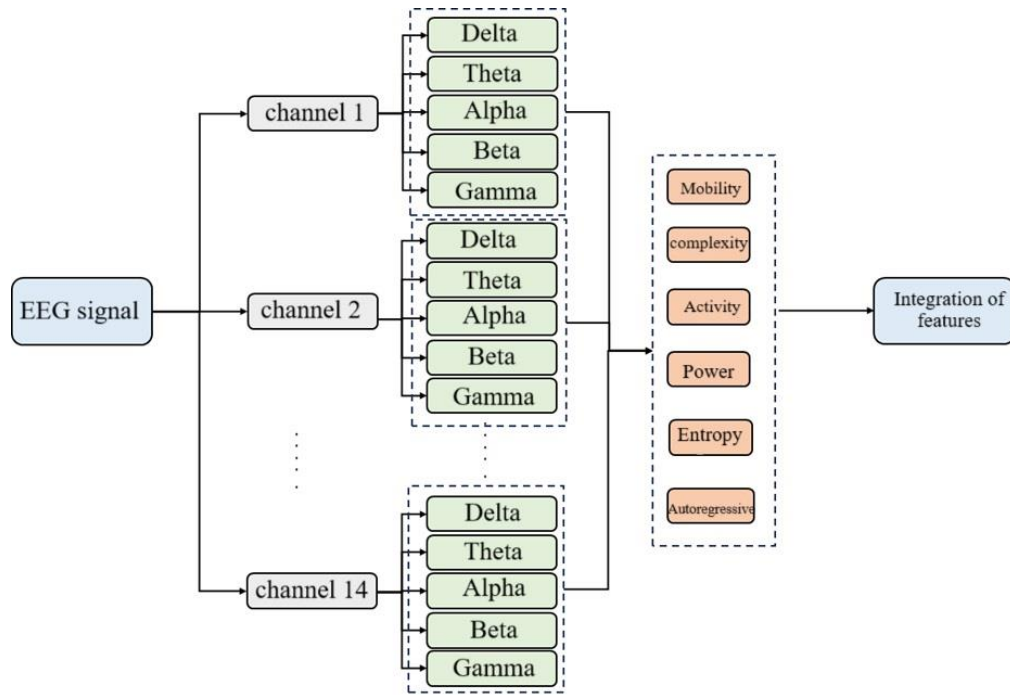 EEG signal
channel 1
Delta
Theta
Alpha
Beta
Gamma
channel 2
Delta
Theta
Alpha
Beta
Gamma
channel 14
Delta
Theta
Alpha
Beta
Gamma
Mobility
complexity
Activity
Power
Entropy
Autoregressive
Integration of
features